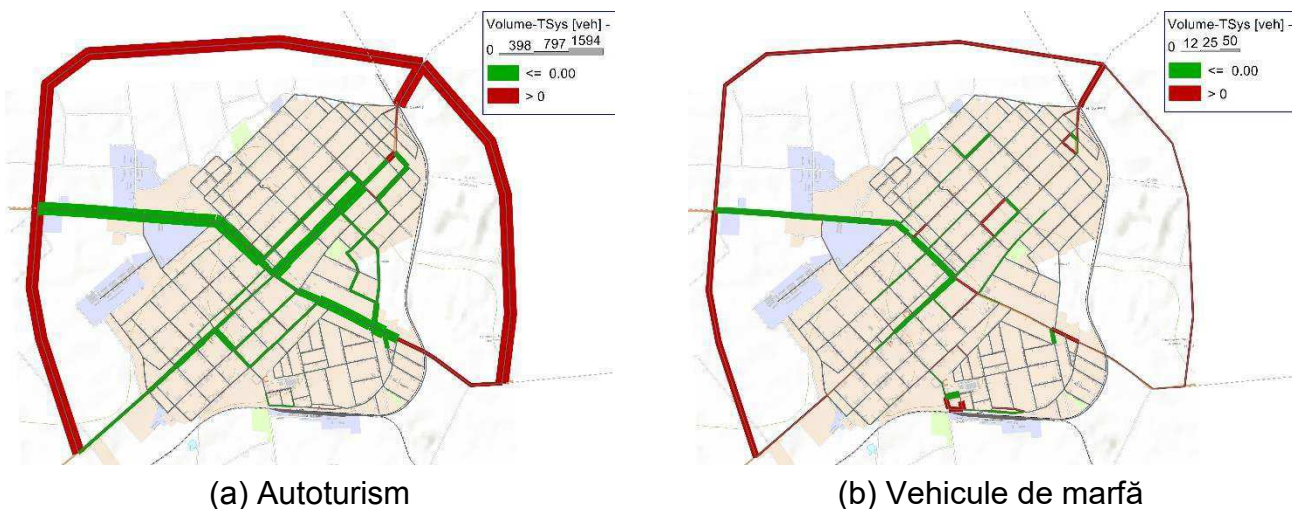 Volume-TSys [veh] -
0 398 797 1594
<= 0.00
> 0
Volume-TSys [veh] -
0 12 25 50
<= 0.00
> 0
(a) Autoturism
(b) Vehicule de marfă